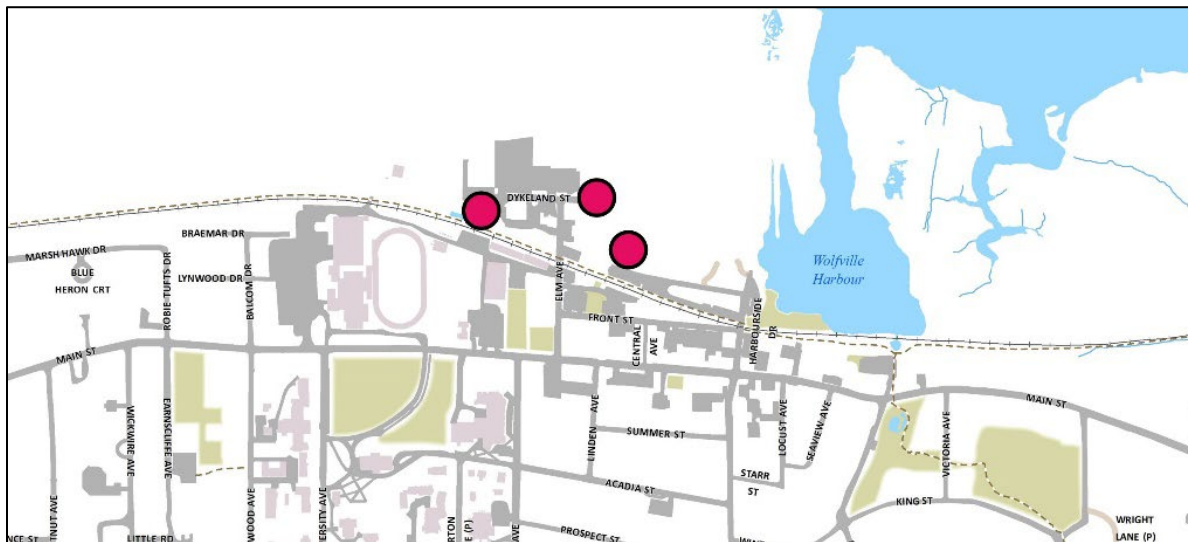 DYKELAND ST
BRAEMAR DR
MARSH HAWK DR
BLUE
HERON CRT
LYNWOOD DR
ROBIE TUFTS DR
BALCOM DR
ELM AVE
Wolfville
Harbour
FRONT ST
CENTRAL
AVE
HARBOURSIDE
DR
MAIN ST
MAIN ST
WICKWIRE AVE
EARNSCLIFFE AVE
LINDEN AVE
SUMMER ST
LOCUST AVE
SEAVIEW AVE
VICTORIA AVE
STARR
ST
ACADIA ST
KING ST
PROSPECT ST
WRIGHT
LANE (P)
LITTLE RD
AVE